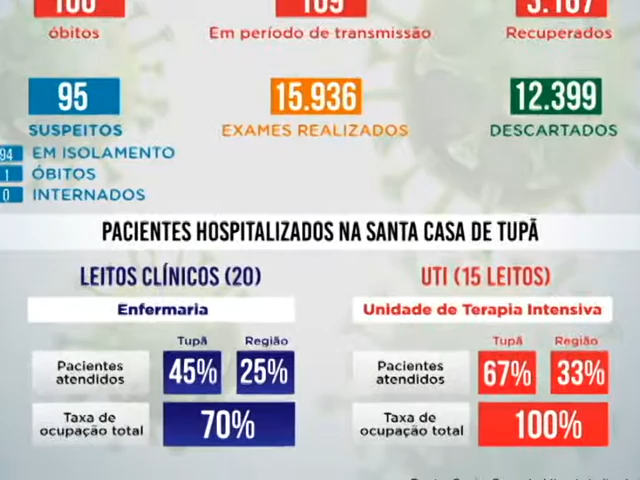 óbitos
Em período de transmissão
Recuperados
95
15.936
12.399
SUSPEITOS
EXAMES REALIZADOS
DESCARTADOS
94 EM ISOLAMENTO
1 ÓBITOS
0 INTERNADOS
PACIENTES HOSPITALIZADOS NA SANTA CASA DE TUPÃ
LEITOS CLÍNICOS (20)
UTI (15 LEITOS)
Enfermaria
Unidade de Terapia Intensiva
Tupã Região
Tupã Região
Pacientes
atendidos
45% 25%
Pacientes
atendidos
67% 33%
Taxa de
ocupação total
70%
Taxa de
ocupação total
100%